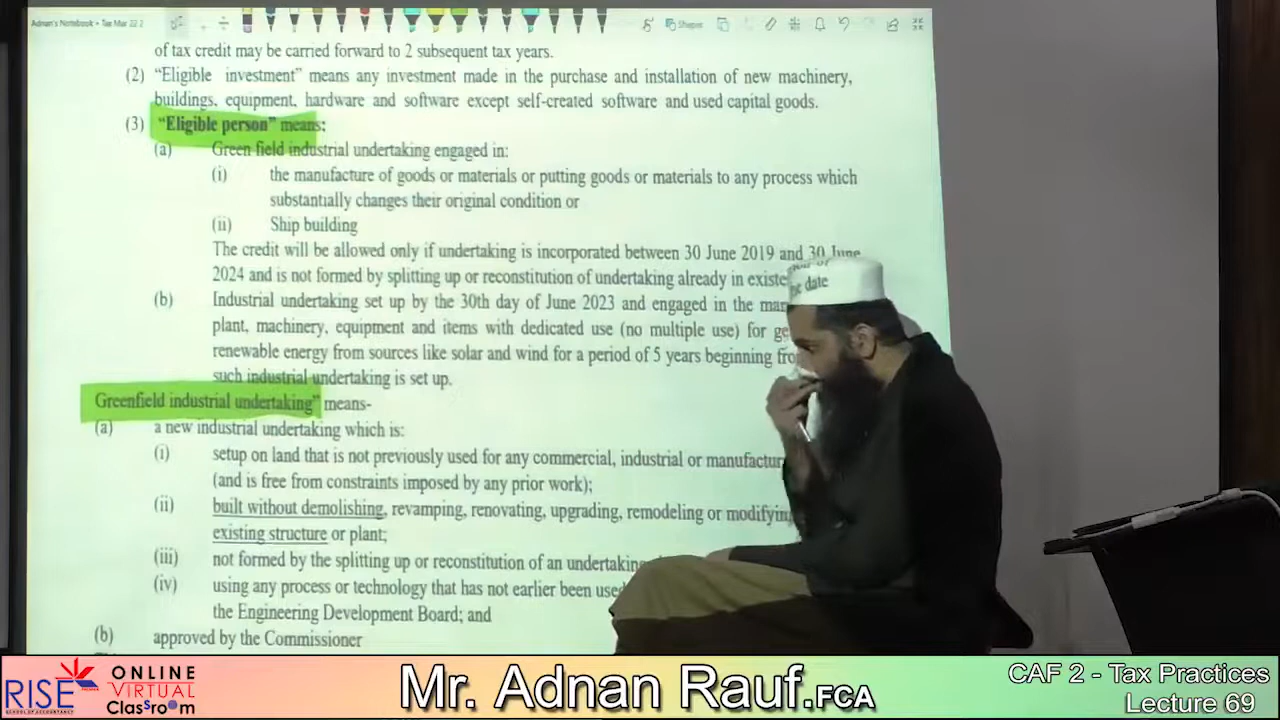 Adnan's Notebook - Tax Mar 22 2
Shapes
of tax credit may be carried forward to 2 subsequent tax years.
(2) “Eligible investment” means any investment made in the purchase and installation of new machinery,
buildings, equipment, hardware and software except self-created software and used capital goods.
(3) “Eligible person” means:
(a) Green field industrial undertaking engaged in:
(i) the manufacture of goods or materials or putting goods or materials to any process which
substantially changes their original condition or
(ii) Ship building
The credit will be allowed only if undertaking is incorporated between 30 June 2019 and 30 June
2024 and is not formed by splitting up or reconstitution of undertaking already in
(b) Industrial undertaking set up by the 30th day of June 2023 and engaged in the
plant, machinery, equipment and items with dedicated use (no multiple use) for
renewable energy from sources like solar and wind for a period of 5 years beginning
date
such industrial undertaking is set up.
Greenfield industrial undertaking” means-
(a) a new industrial undertaking which is:
(i) setup on land that is not previously used for any commercial, industrial or
(and is free from constraints imposed by any prior work);
(ii) built without demolishing, revamping, renovating, upgrading, remodeling or
existing structure or plant;
(iii) not formed by the splitting up or reconstitution of an
(iv) using any process or technology that has not earlier been
the Engineering Development Board; and
(b) approved by the Commissioner
RISE
SCHOOL OF ACCOUNTANCY
ONLINE
VIRTUAL
Classroom
Mr. Adnan Rauf.FCA
CAF 2 - Tax Practices
Lecture 69